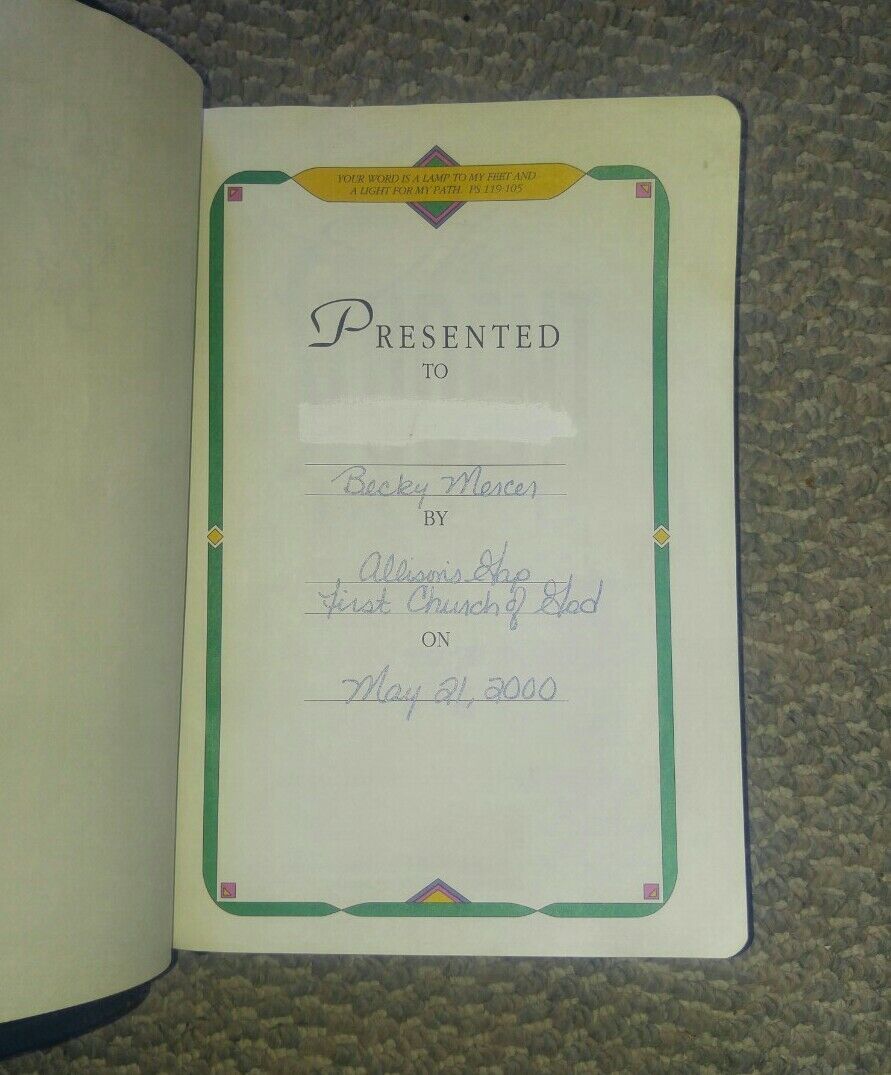 YOUR WORD IS A LAMP TO MY FEET AND
A LIGHT FOR MY PATH. PS 119:105
PRESENTED
TO
Becky Mercer
BY
Allison's Gap
First Church of God
ON
May 21, 2000